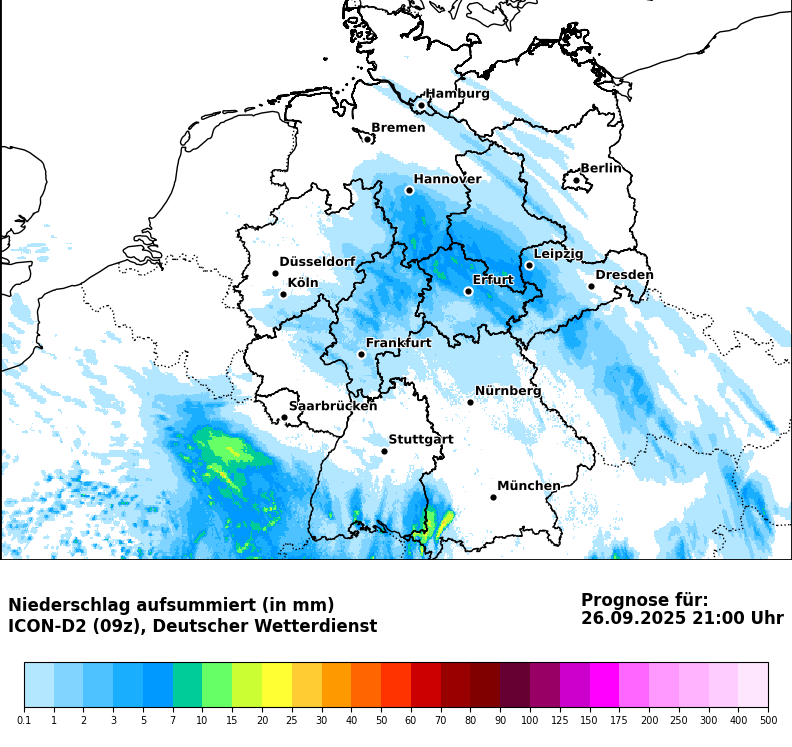 Hamburg
Bremen
Berlin
Hannover
Leipzig
Düsseldorf
Dresden
Köln
Erfurt
Frankfurt
Nürnberg
Saarbrücken
Stuttgart
München
Niederschlag aufsummiert (in mm)
ICON-D2 (09z), Deutscher Wetterdienst
Prognose für:
26.09.2025 21:00 Uhr
0.1 1 2 3 5 7 10 15 20 25 30 40 50 60 70 80 90 100 125 150 175 200 250 300 400 500